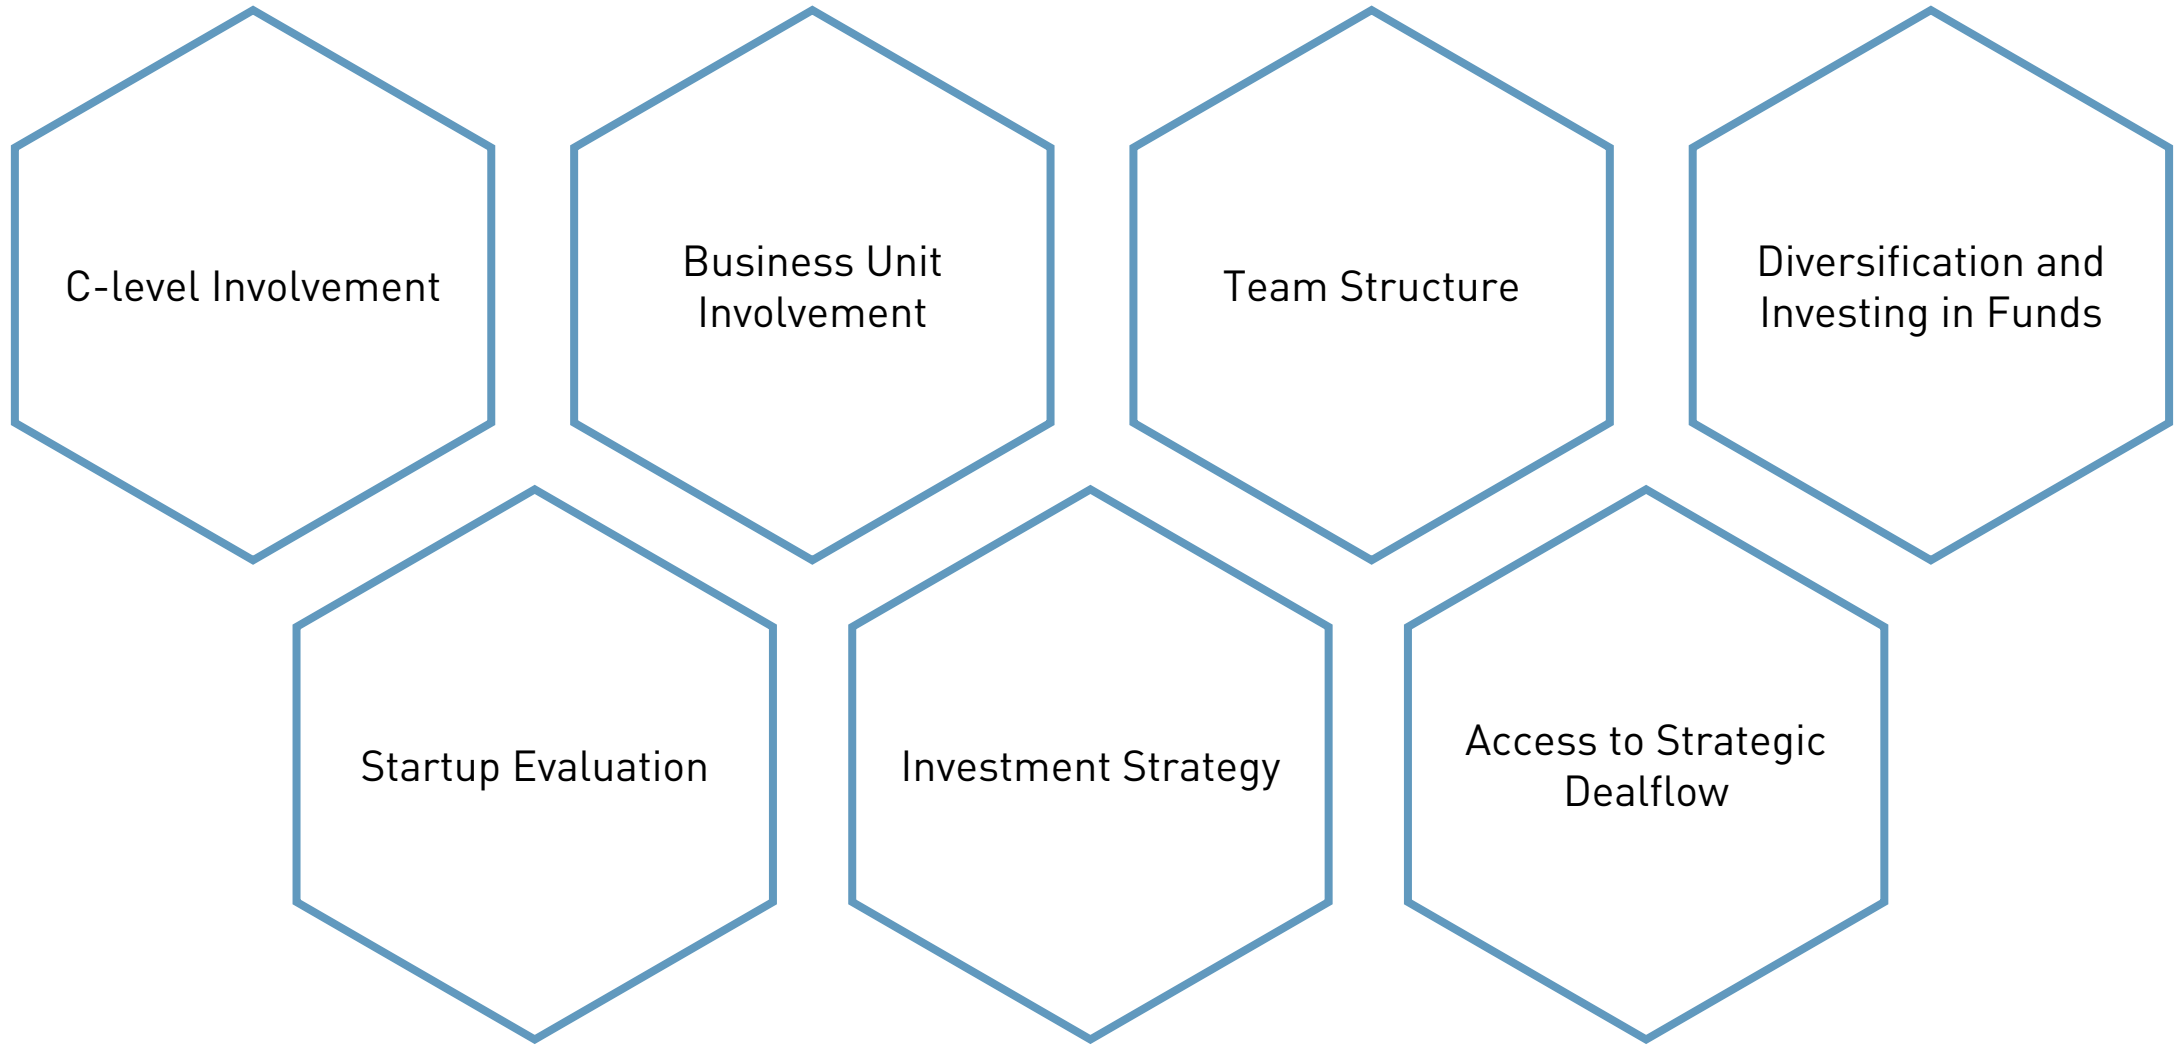 C-level Involvement
Business Unit
Involvement
Team Structure
Diversification and
Investing in Funds
Startup Evaluation
Investment Strategy
Access to Strategic
Dealflow